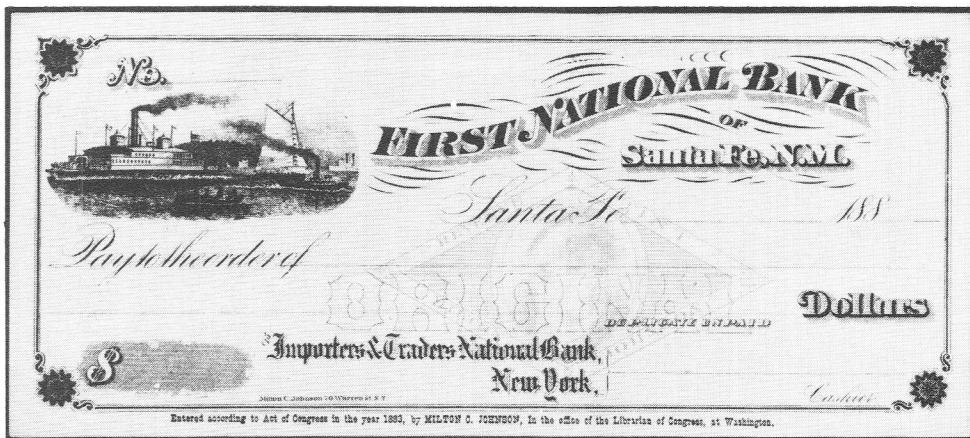 No.
FIRST NATIONAL BANK
OF
Santa Fe, N.M.
Santa Fe 188
Pay to the order of
ORIGINAL
Dollars
DUPLICATE UNPAID
$
To Importers & Traders National Bank,
New York,
Cashier
Milton C. Johnson 70 Warren st N.Y.
Entered according to Act of Congress in the year 1883, by MILTON C. JOHNSON, in the office of the Librarian of Congress, at Washington.